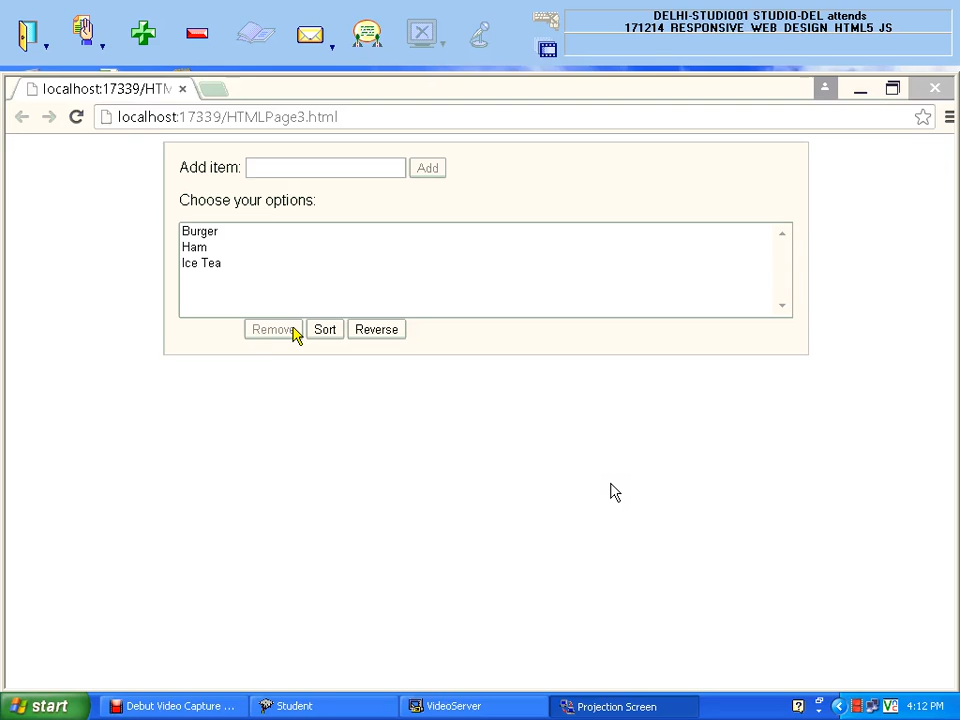 DELHI-STUDIO01 STUDIO-DEL attends
171214 RESPONSIVE WEB DESIGN HTML5 JS
localhost:17339/HTM
localhost:17339/HTMLPage3.html
Add item:
Add
Choose your options:
Burger
Ham
Ice Tea
Remove
Sort
Reverse
start
Debut Video Capture ...
Student
VideoServer
Projection Screen
4:12 PM